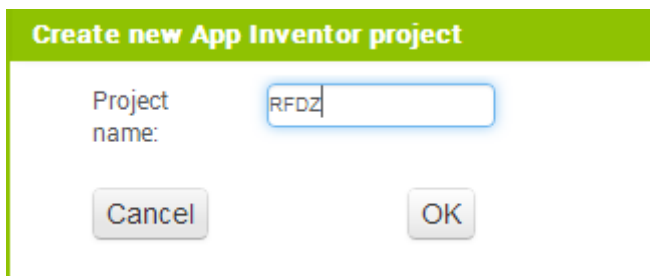 Create new App Inventor project
Project
name:
RFDZ
Cancel
OK